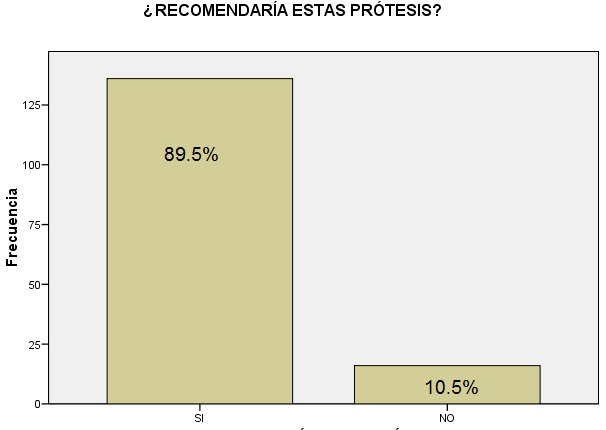 ¿RECOMENDARÍA ESTAS PRÓTESIS?
Frecuencia
125
100
75
50
25
0
89.5%
10.5%
SI
NO